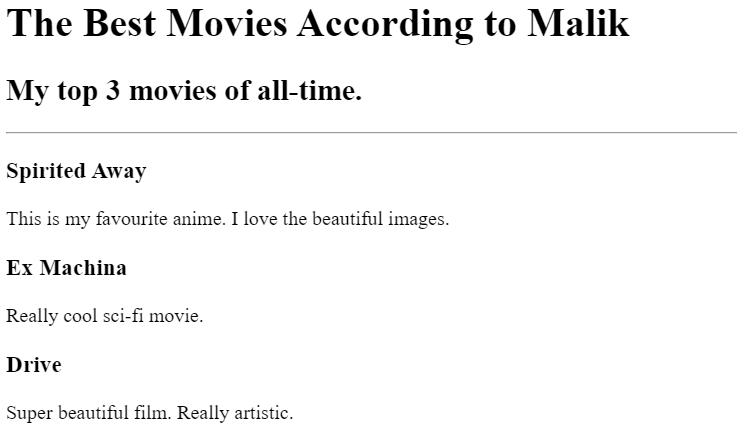 The Best Movies According to Malik
My top 3 movies of all-time.
Spirited Away
This is my favourite anime. I love the beautiful images.
Ex Machina
Really cool sci-fi movie.
Drive
Super beautiful film. Really artistic.